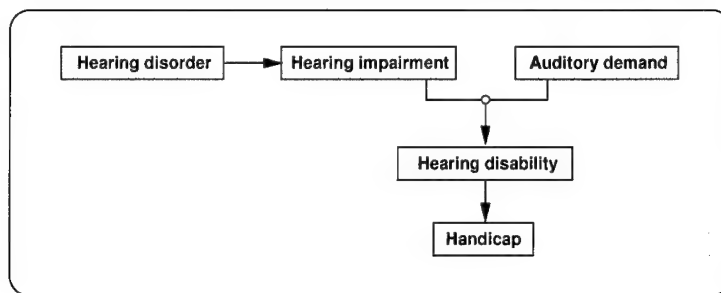 Hearing disorder
Hearing impairment
Auditory demand
Hearing disability
Handicap